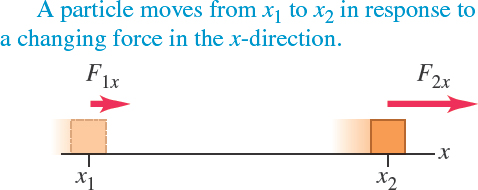 A particle moves from x₁ to x₂ in response to
a changing force in the x-direction.
F₁ₓ F₂ₓ
x
x₁ x₂